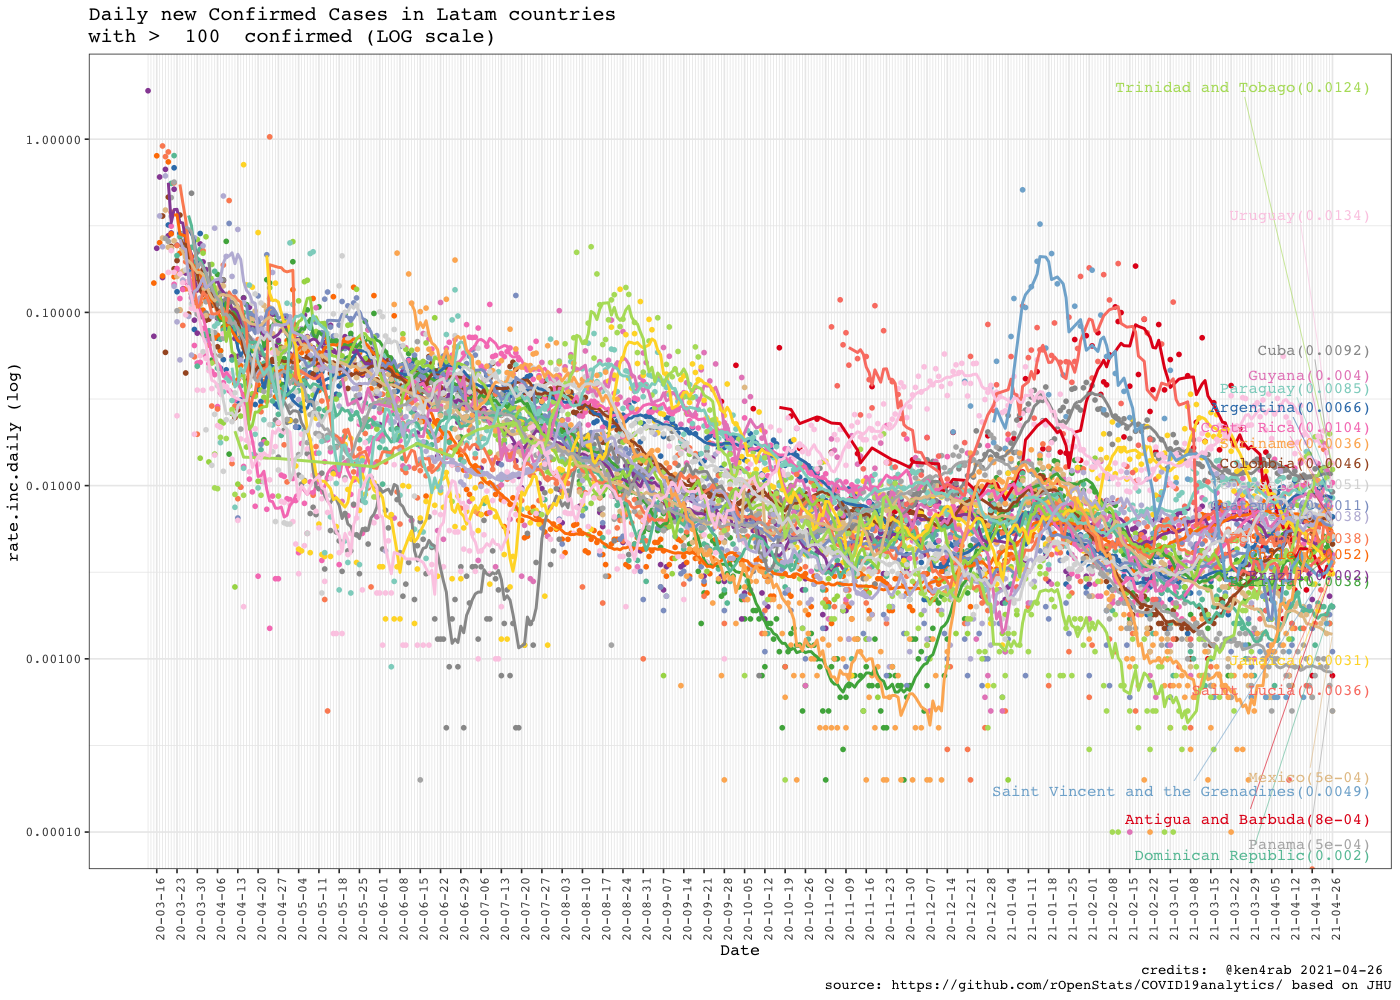 Daily new Confirmed Cases in Latam countries
with >  100  confirmed (LOG scale)
Trinidad and Tobago(0.0124)
1.00000
Uruguay(0.0134)
0.10000
Cuba(0.0092)
Guyana(0.004)
Paraguay(0.0085)
Argentina(0.0066)
Costa Rica(0.0104)
Suriname(0.0036)
Colombia(0.0046)
0.01000
Brazil(0.002)
0.00100
Jamaica(0.0031)
Saint Lucia(0.0036)
Mexico(5e-04)
Saint Vincent and the Grenadines(0.0049)
Antigua and Barbuda(8e-04)
0.00010
Panama(5e-04)
Dominican Republic(0.002)
rate.inc.daily (log)
20-03-16
20-03-23
20-03-30
20-04-06
20-04-13
20-04-20
20-04-27
20-05-04
20-05-11
20-05-18
20-05-25
20-06-01
20-06-08
20-06-15
20-06-22
20-06-29
20-07-06
20-07-13
20-07-20
20-07-27
20-08-03
20-08-10
20-08-17
20-08-24
20-08-31
20-09-07
20-09-14
20-09-21
20-09-28
20-10-05
20-10-12
20-10-19
20-10-26
20-11-02
20-11-09
20-11-16
20-11-23
20-11-30
20-12-07
20-12-14
20-12-21
20-12-28
21-01-04
21-01-11
21-01-18
21-01-25
21-02-01
21-02-08
21-02-15
21-02-22
21-03-01
21-03-08
21-03-15
21-03-22
21-03-29
21-04-05
21-04-12
21-04-19
21-04-26
Date
credits:  @ken4rab 2021-04-26
source: https://github.com/rOpenStats/COVID19analytics/ based on JHU